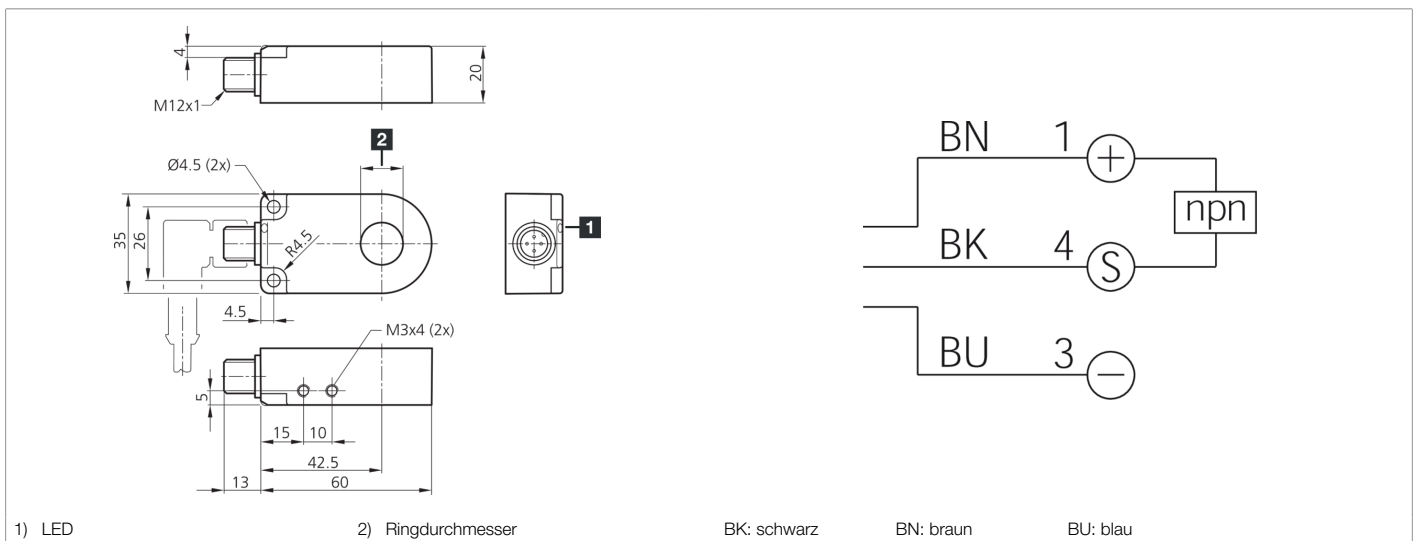 4
20
M12x1
2
Ø4.5 (2x)
35
26
R4.5
1
4.5
M3x4 (2x)
5
15
10
42.5
13
60
BN 1 +
npn
BK 4 S
BU 3 −
1) LED
2) Ringdurchmesser
BK: schwarz
BN: braun
BU: blau